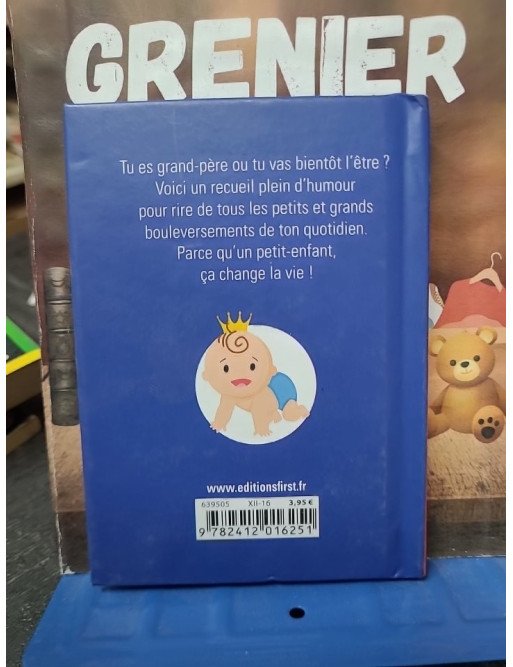 GRENIER
Tu es grand-père ou tu vas bientôt l'être ?
Voici un recueil plein d'humour
pour rire de tous les petits et grands
bouleversements de ton quotidien.
Parce qu'un petit-enfant,
ça change la vie !
www.editionsfirst.fr
639505 XII-16 3,95 €
9 782412 016251